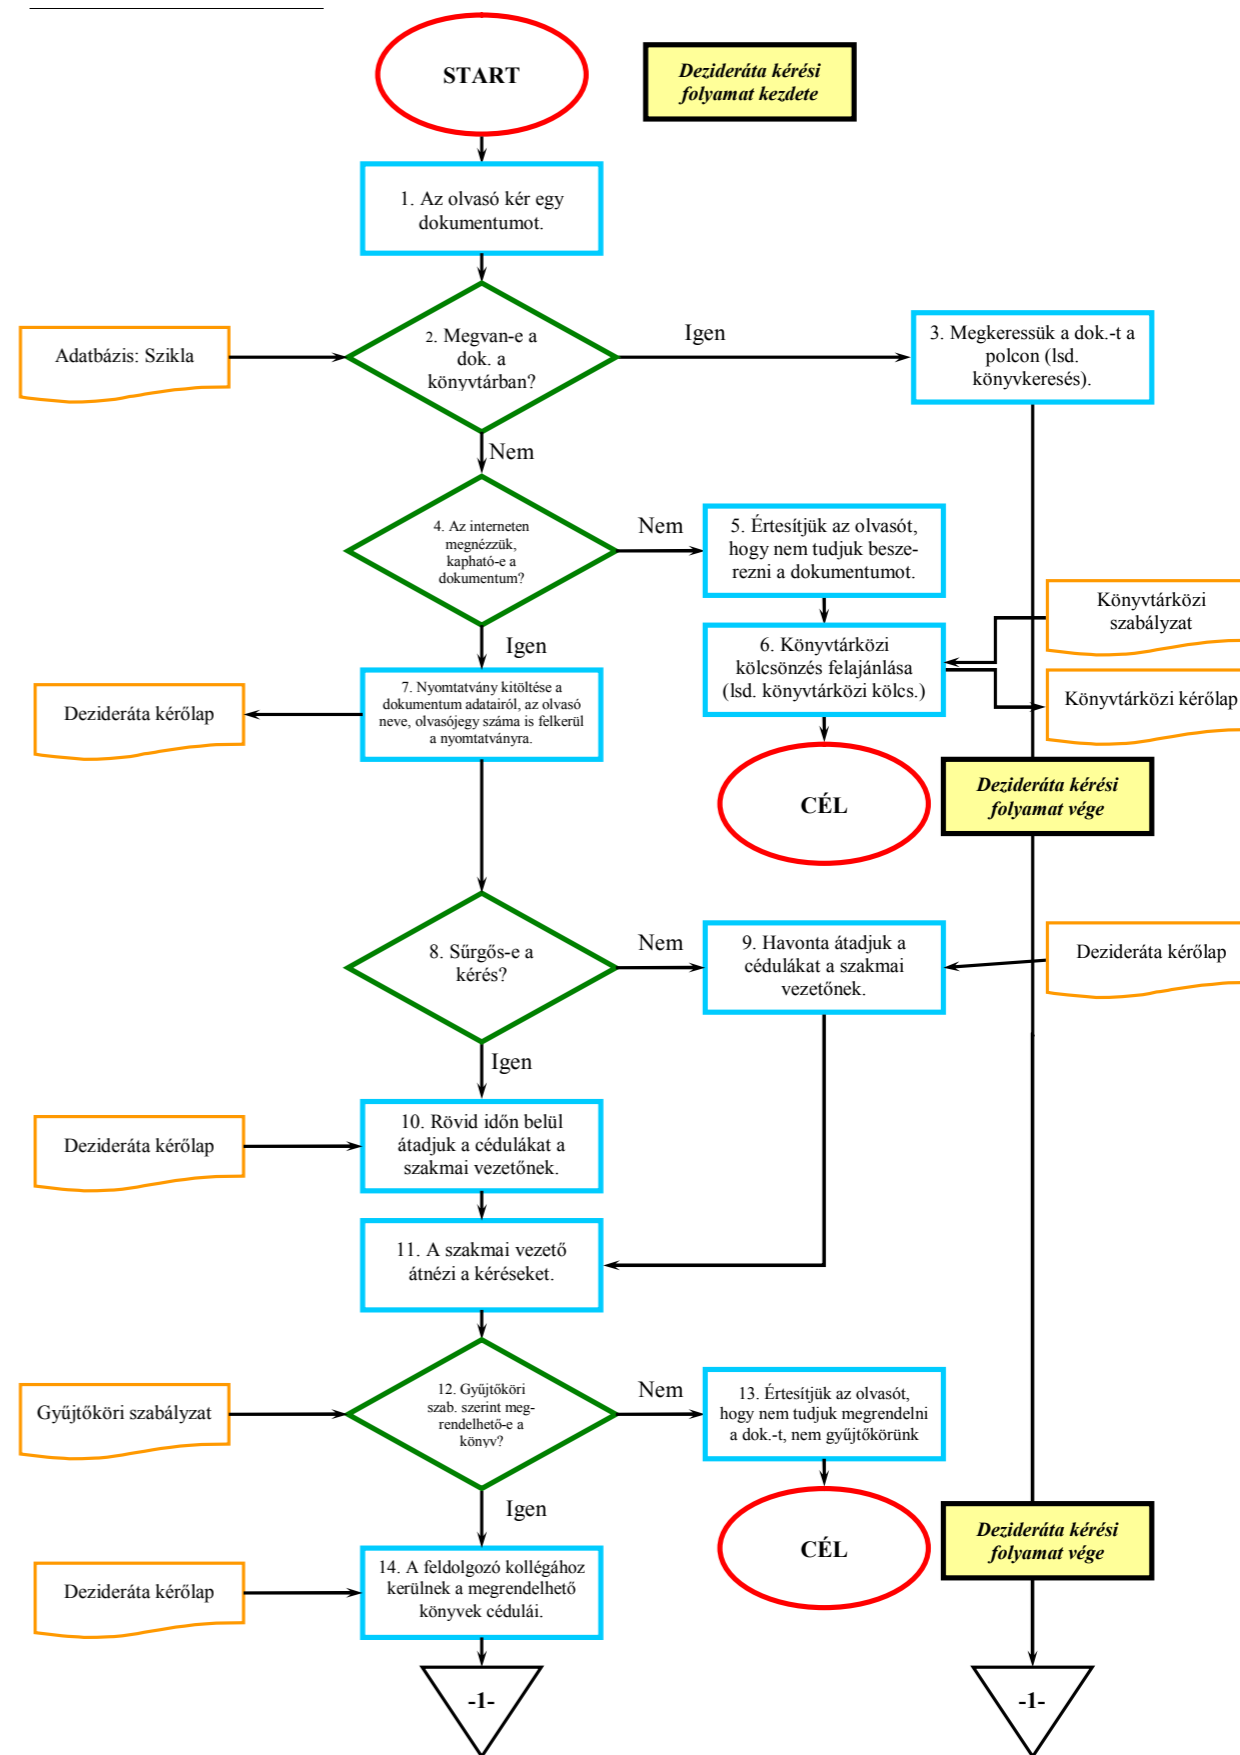 START
Dezideráta kérési
folyamat kezdete
1. Az olvasó kér egy
dokumentumot.
Adatbázis: Szikla
2. Megvan-e a
dok. a
könyvtárban?
Igen
3. Megkeressük a dok.-t a
polcon (lsd.
könyvkeresés).
Nem
4. Az interneten
megnézzük,
kapható-e a
dokumentum?
Nem
5. Értesítjük az olvasót,
hogy nem tudjuk besze-
rezni a dokumentumot.
Könyvtárközi
szabályzat
6. Könyvtárközi
kölcsönzés felajánlása
(lsd. könyvtárközi kölcs.)
Könyvtárközi kérőlap
Igen
7. Nyomtatvány kitöltése a
dokumentum adatairól, az olvasó
neve, olvasójegy száma is felkerül
a nyomtatványra.
Dezideráta kérőlap
CÉL
Dezideráta kérési
folyamat vége
8. Sűrgős-e a
kérés?
Nem
9. Havonta átadjuk a
cédulákat a szakmai
vezetőnek.
Dezideráta kérőlap
Igen
Dezideráta kérőlap
10. Rövid időn belül
átadjuk a cédulákat a
szakmai vezetőnek.
11. A szakmai vezető
átnézi a kéréseket.
Gyűjtőköri szabályzat
12. Gyűjtőköri
szab. szerint meg-
rendelhető-e a
könyv?
Nem
13. Értesítjük az olvasót,
hogy nem tudjuk megrendelni
a dok.-t, nem gyűjtőkörünk
Igen
CÉL
Dezideráta kérési
folyamat vége
Dezideráta kérőlap
14. A feldolgozó kollégához
kerülnek a megrendelhető
könyvek cédulái.
-1-
-1-